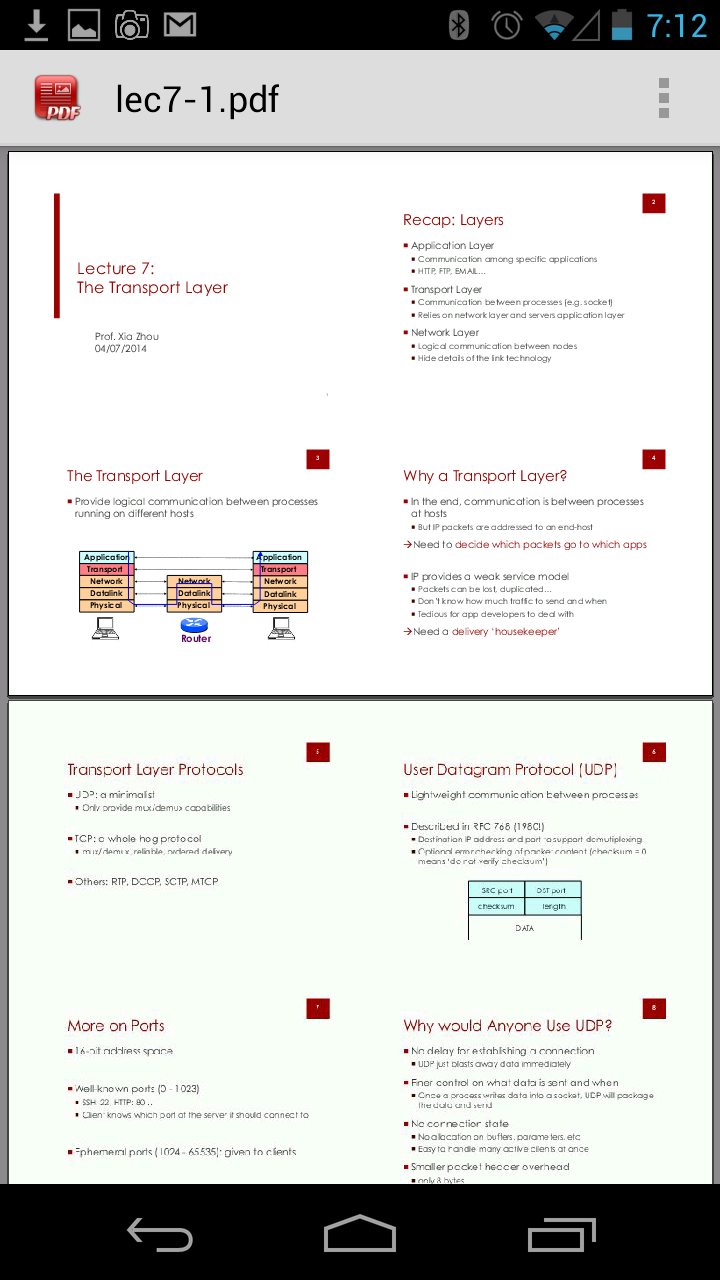 7:12
lec7-1.pdf
Lecture 7:
The Transport Layer
Prof. Xia Zhou
04/07/2014
2
Recap: Layers
Application Layer
Communication among specific applications
HTTP, FTP, EMAIL...
Transport Layer
Communication between processes (e.g. socket)
Relies on network layer and servers application layer
Network Layer
Logical communication between nodes
Hide details of the link technology
3
The Transport Layer
Provide logical communication between processes
running on different hosts
Application Application
Transport Transport
Network Network Network
Datalink Datalink Datalink
Physical Physical Physical
Router
4
Why a Transport Layer?
In the end, communication is between processes
at hosts
But IP packets are addressed to an end-host
→Need to decide which packets go to which apps
IP provides a weak service model
Packets can be lost, duplicated...
Don't know how much traffic to send and when
Tedious for app developers to deal with
→Need a delivery 'housekeeper'
5
Transport Layer Protocols
UDP: a minimalist
Only provide mux/demux capabilities
TCP: a whole hog protocol
mux/demux, reliable, ordered delivery
Others: RTP, DCCP, SCTP, MTCP
6
User Datagram Protocol (UDP)
Lightweight communication between processes
Described in RFC 768 (1980!)
Destination IP address and port to support demultiplexing
Optional error checking of packet content (checksum = 0
means 'do not verify checksum')
SRC port DST port
checksum length
DATA
7
More on Ports
16-bit address space
Well-known ports (0 - 1023)
SSH: 22, HTTP: 80 ..
Client knows which port of the server it should connect to
Ephemeral ports (1024 - 65535): given to clients
8
Why would Anyone Use UDP?
No delay for establishing a connection
UDP just blasts away data immediately
Finer control on what data is sent and when
Once a process writes data into a socket, UDP will package
the data and send
No connection state
No allocation on buffers, parameters, etc
Easy to handle many active clients at once
Smaller packet header overhead
only 8 bytes